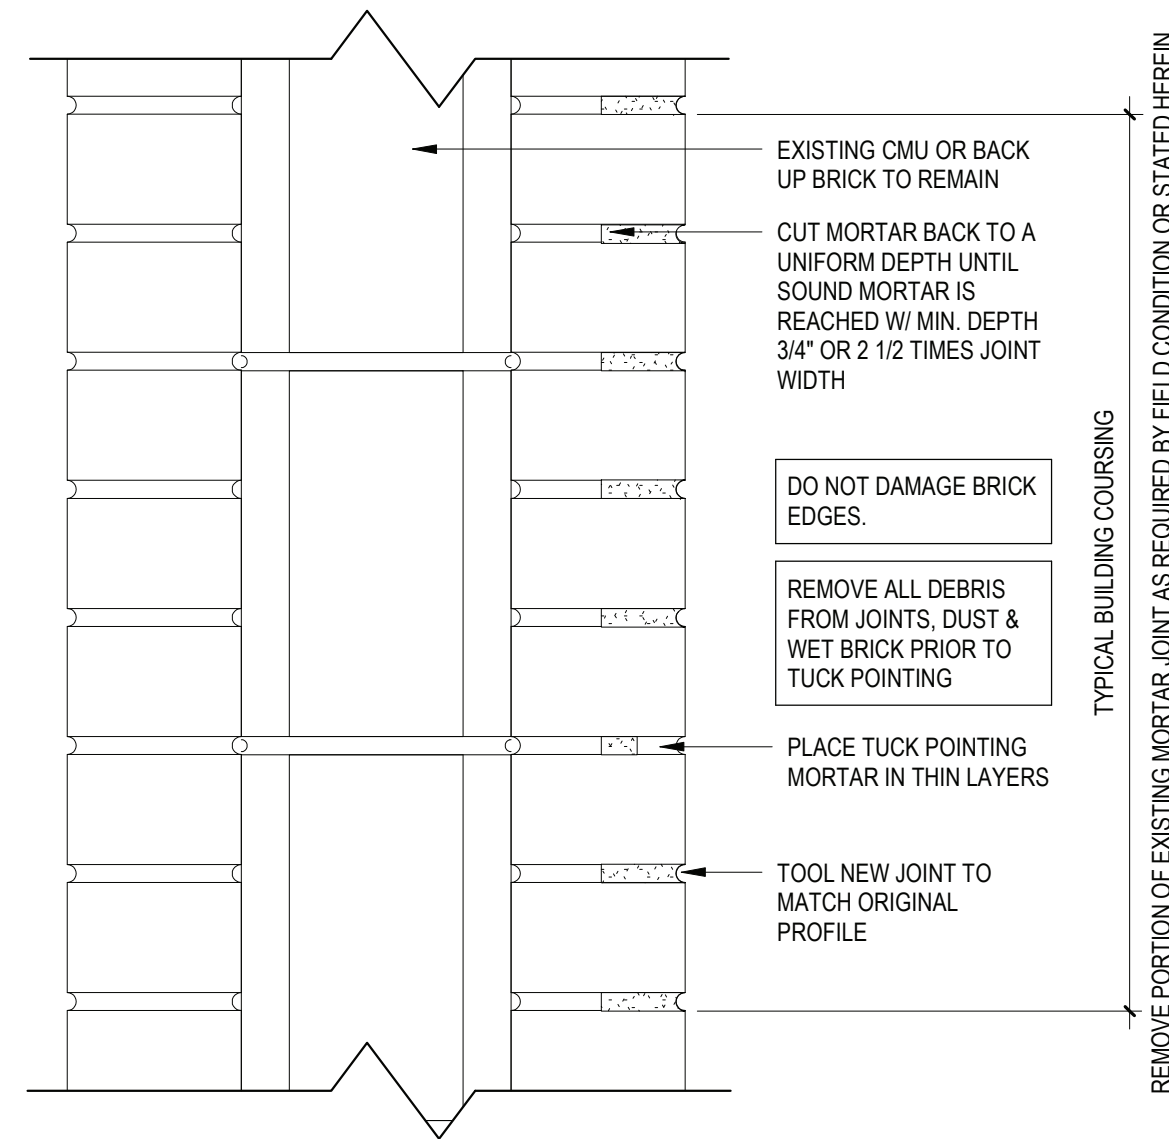 EXISTING CMU OR BACK
UP BRICK TO REMAIN
CUT MORTAR BACK TO A
UNIFORM DEPTH UNTIL
SOUND MORTAR IS
REACHED W/ MIN. DEPTH
3/4" OR 2 1/2 TIMES JOINT
WIDTH
DO NOT DAMAGE BRICK
EDGES.
REMOVE ALL DEBRIS
FROM JOINTS, DUST &
WET BRICK PRIOR TO
TUCK POINTING
PLACE TUCK POINTING
MORTAR IN THIN LAYERS
TOOL NEW JOINT TO
MATCH ORIGINAL
PROFILE
TYPICAL BUILDING COURSING
REMOVE PORTION OF EXISTING MORTAR JOINT AS REQUIRED BY FIELD CONDITION OR STATED HEREIN